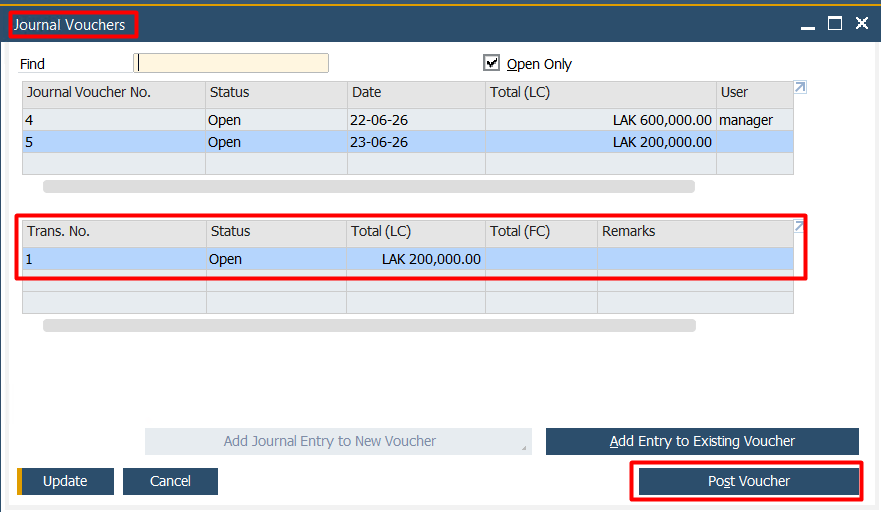 Journal Vouchers
Find Open Only
Journal Voucher No. Status Date Total (LC) User
4 Open 22-06-26 LAK 600,000.00 manager
5 Open 23-06-26 LAK 200,000.00
Trans. No. Status Total (LC) Total (FC) Remarks
1 Open LAK 200,000.00
Add Journal Entry to New Voucher Add Entry to Existing Voucher
Update Cancel Post Voucher